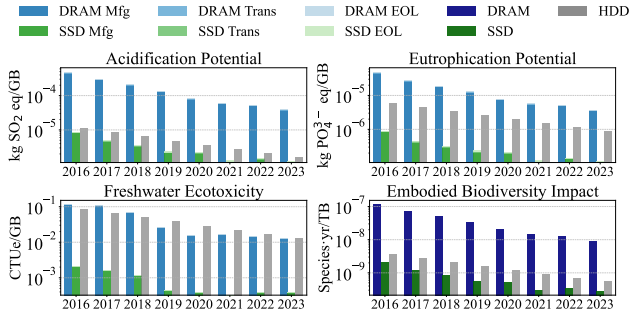 DRAM Mfg DRAM Trans DRAM EOL DRAM HDD
SSD Mfg SSD Trans SSD EOL SSD
Acidification Potential
kg SO₂ eq/GB
10⁻⁴
10⁻⁵
2016 2017 2018 2019 2020 2021 2022 2023
Eutrophication Potential
kg PO₄³⁻ eq/GB
10⁻⁵
10⁻⁶
2016 2017 2018 2019 2020 2021 2022 2023
Freshwater Ecotoxicity
CTUe/GB
10⁻¹
10⁻²
10⁻³
2016 2017 2018 2019 2020 2021 2022 2023
Embodied Biodiversity Impact
Species·yr/TB
10⁻⁷
10⁻⁸
10⁻⁹
2016 2017 2018 2019 2020 2021 2022 2023